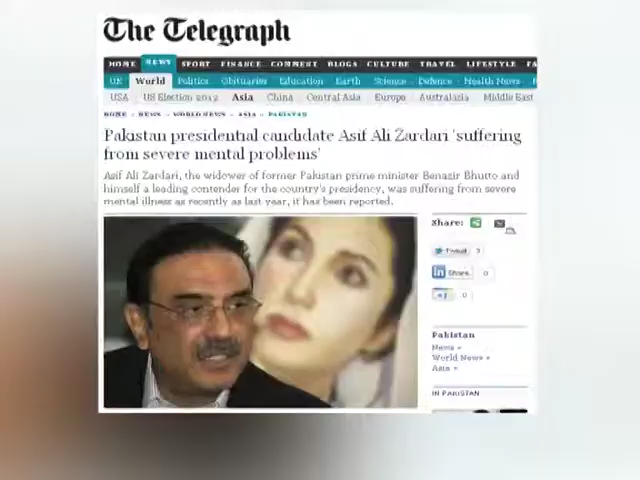 The Telegraph
HOME NEWS SPORT FINANCE COMMENT BLOGS CULTURE TRAVEL LIFESTYLE FA
UK World Politics Obituaries Education Earth Science Defence Health News
USA US Election 2012 Asia China Central Asia Europe Australasia Middle East
HOME » NEWS » WORLD NEWS » ASIA » PAKISTAN
Pakistan presidential candidate Asif Ali Zardari 'suffering
from severe mental problems'
Asif Ali Zardari, the widower of former Pakistan prime minister Benazir Bhutto and
himself a leading contender for the country's presidency, was suffering from severe
mental illness as recently as last year, it has been reported.
Share:
Tweet 3
in Share 0
0
Pakistan
News »
World News »
Asia »
IN PAKISTAN